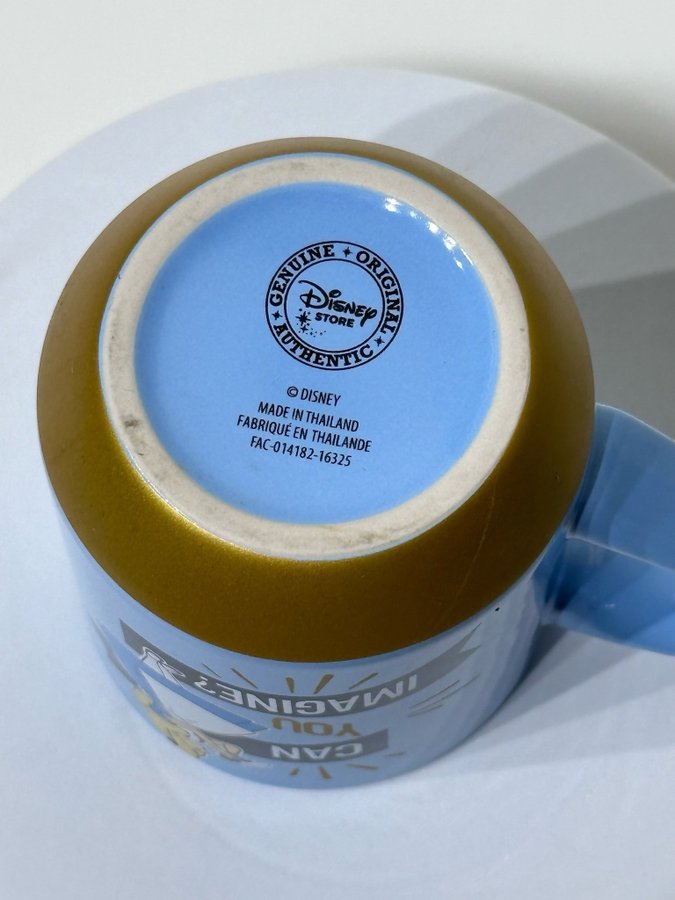 GENUINE ORIGINAL
AUTHENTIC
Disney
STORE
© DISNEY
MADE IN THAILAND
FABRIQUÉ EN THAILANDE
FAC-014182-16325
CAN
YOU
IMAGINE?